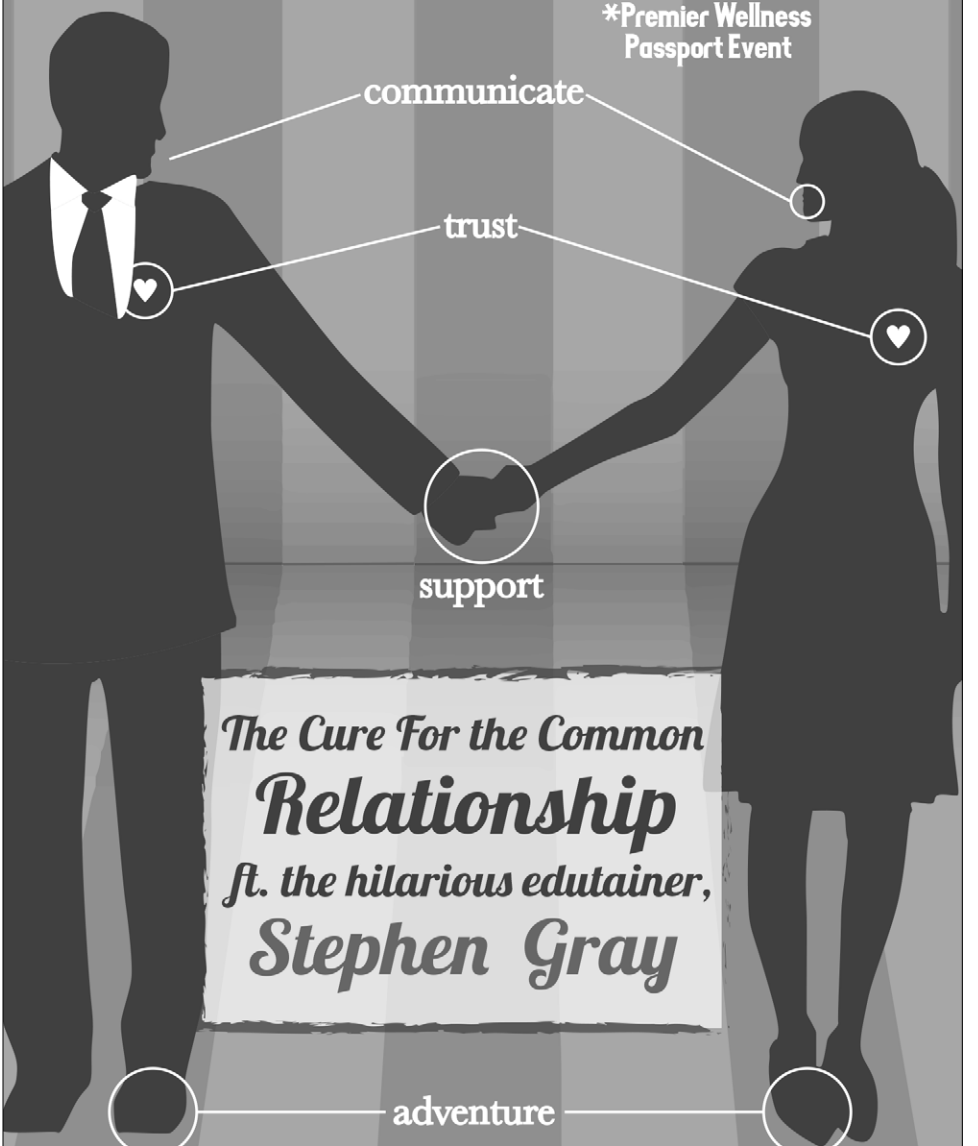 *Premier Wellness
Passport Event
communicate
trust
support
The Cure For the Common
Relationship
ft. the hilarious edutainer,
Stephen Gray
adventure